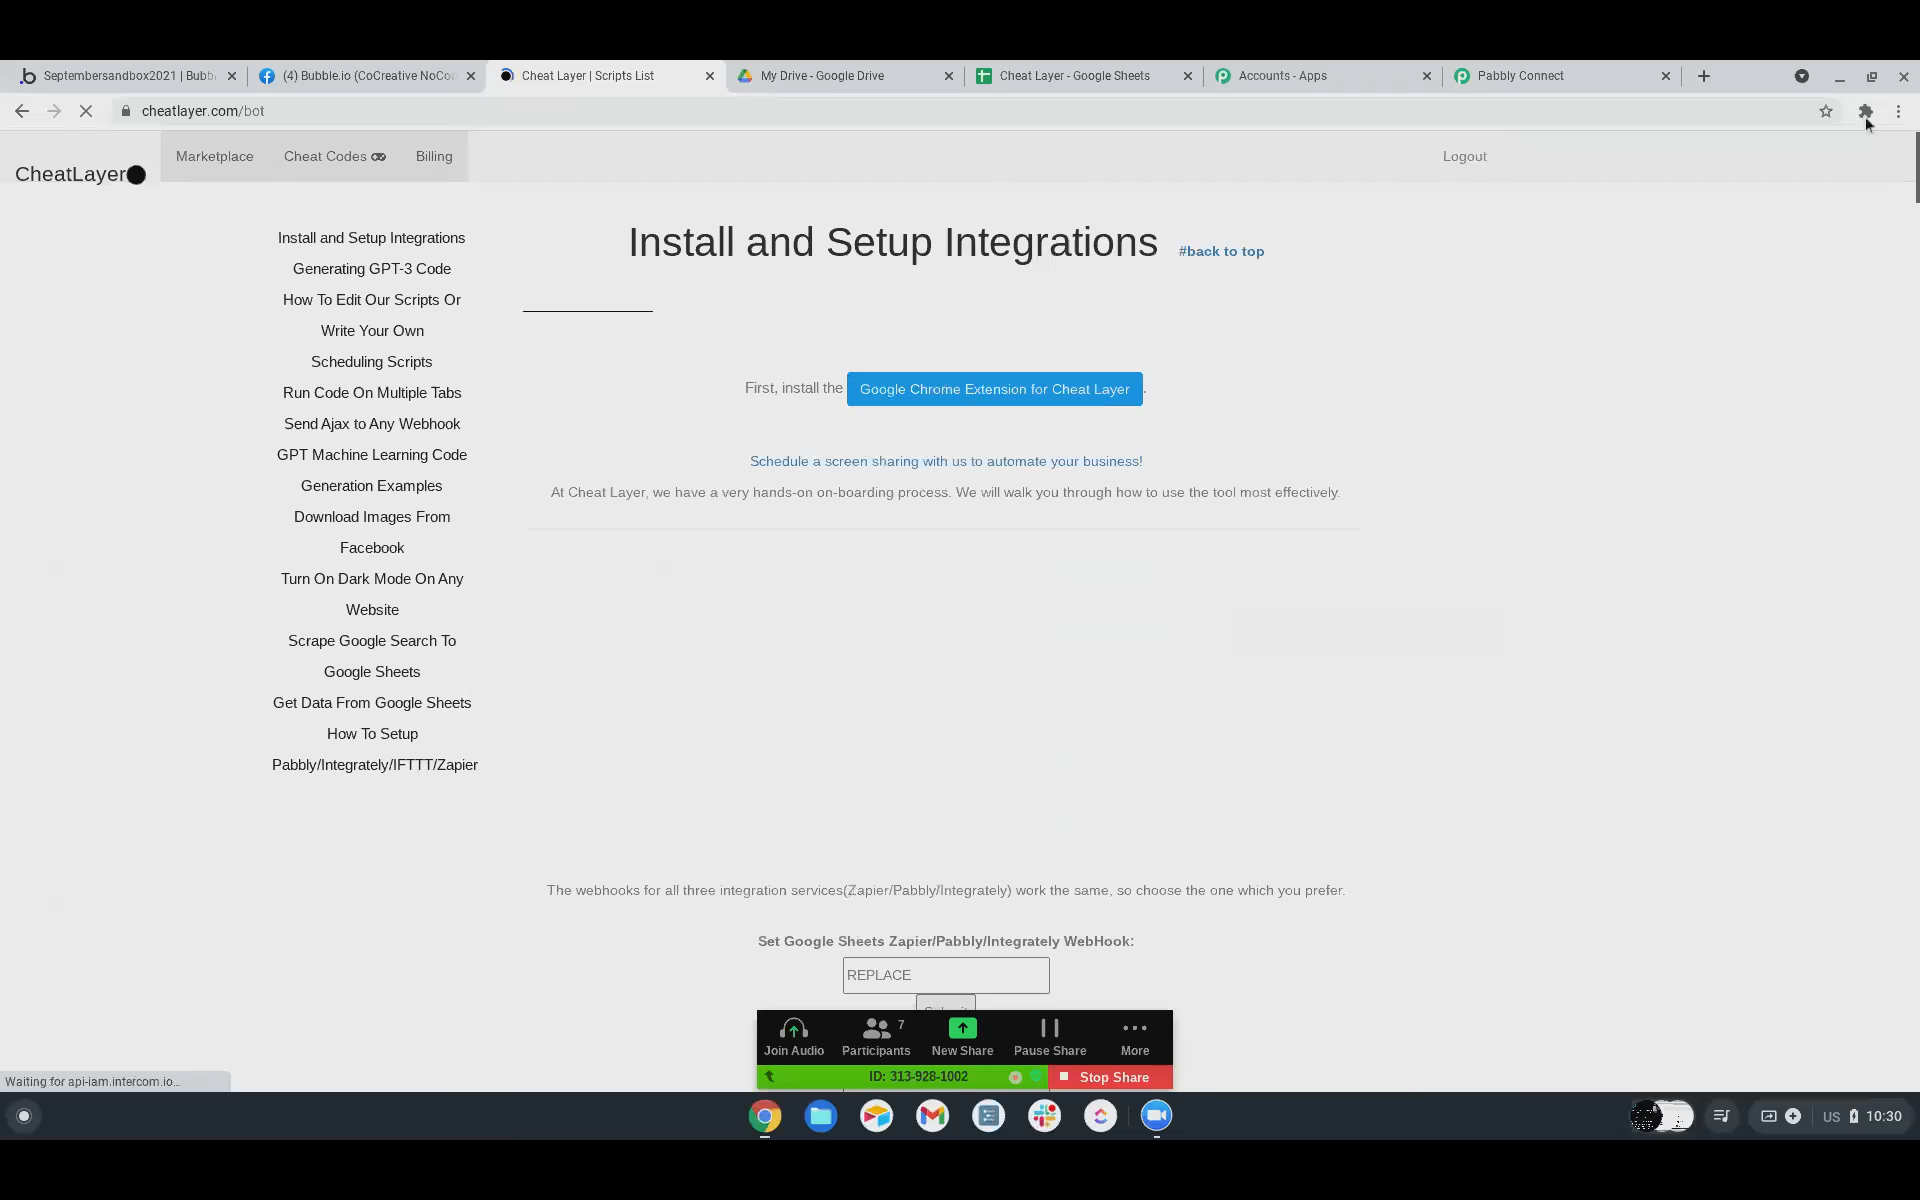 Septembersandbox2021 | Bubb
(4) Bubble.io (CoCreative NoCo
Cheat Layer | Scripts List
My Drive - Google Drive
Cheat Layer - Google Sheets
Accounts - Apps
Pabbly Connect
cheatlayer.com/bot
CheatLayer
Marketplace
Cheat Codes
Billing
Logout
Install and Setup Integrations
Generating GPT-3 Code
How To Edit Our Scripts Or
Write Your Own
Scheduling Scripts
Run Code On Multiple Tabs
Send Ajax to Any Webhook
GPT Machine Learning Code
Generation Examples
Download Images From
Facebook
Turn On Dark Mode On Any
Website
Scrape Google Search To
Google Sheets
Get Data From Google Sheets
How To Setup
Pabbly/Integrately/IFTTT/Zapier
Install and Setup Integrations #back to top
First, install the Google Chrome Extension for Cheat Layer .
Schedule a screen sharing with us to automate your business!
At Cheat Layer, we have a very hands-on on-boarding process. We will walk you through how to use the tool most effectively.
The webhooks for all three integration services(Zapier/Pabbly/Integrately) work the same, so choose the one which you prefer.
Set Google Sheets Zapier/Pabbly/Integrately WebHook:
REPLACE
7
Join Audio
Participants
New Share
Pause Share
More
ID: 313-928-1002
Stop Share
Waiting for api-iam.intercom.io...
US 10:30